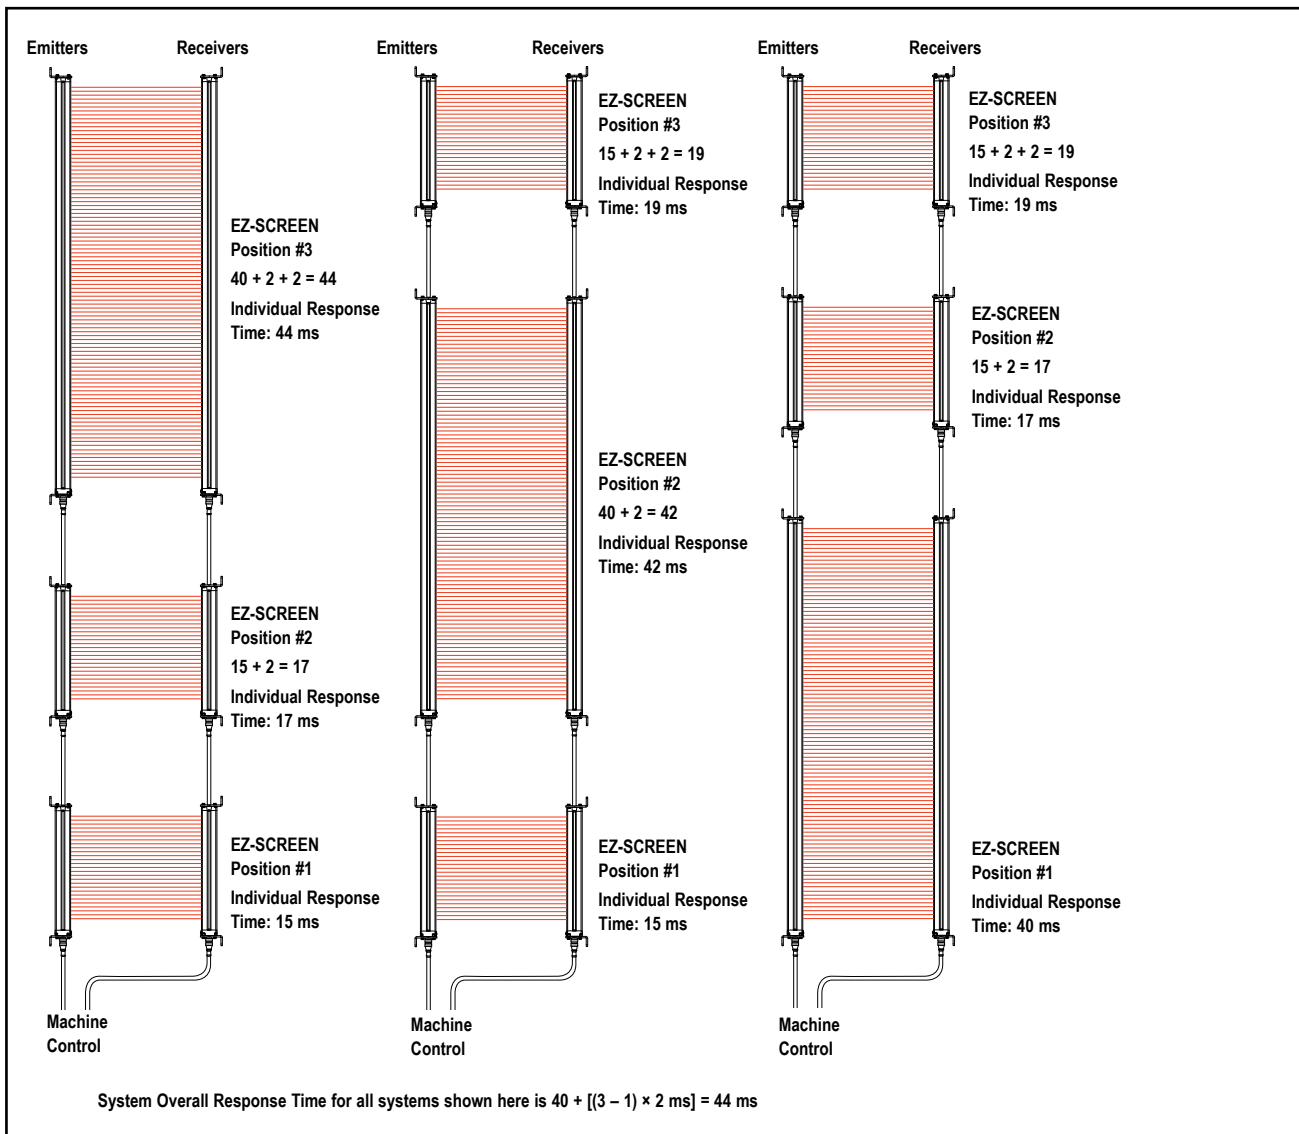 Emitters
Receivers
EZ-SCREEN
Position #3
40 + 2 + 2 = 44
Individual Response
Time: 44 ms
EZ-SCREEN
Position #2
15 + 2 = 17
Individual Response
Time: 17 ms
EZ-SCREEN
Position #1
Individual Response
Time: 15 ms
Machine
Control
Emitters
Receivers
EZ-SCREEN
Position #3
15 + 2 + 2 = 19
Individual Response
Time: 19 ms
EZ-SCREEN
Position #2
40 + 2 = 42
Individual Response
Time: 42 ms
EZ-SCREEN
Position #1
Individual Response
Time: 15 ms
Machine
Control
Emitters
Receivers
EZ-SCREEN
Position #3
15 + 2 + 2 = 19
Individual Response
Time: 19 ms
EZ-SCREEN
Position #2
15 + 2 = 17
Individual Response
Time: 17 ms
EZ-SCREEN
Position #1
Individual Response
Time: 40 ms
Machine
Control
System Overall Response Time for all systems shown here is 40 + [(3 – 1) × 2 ms] = 44 ms